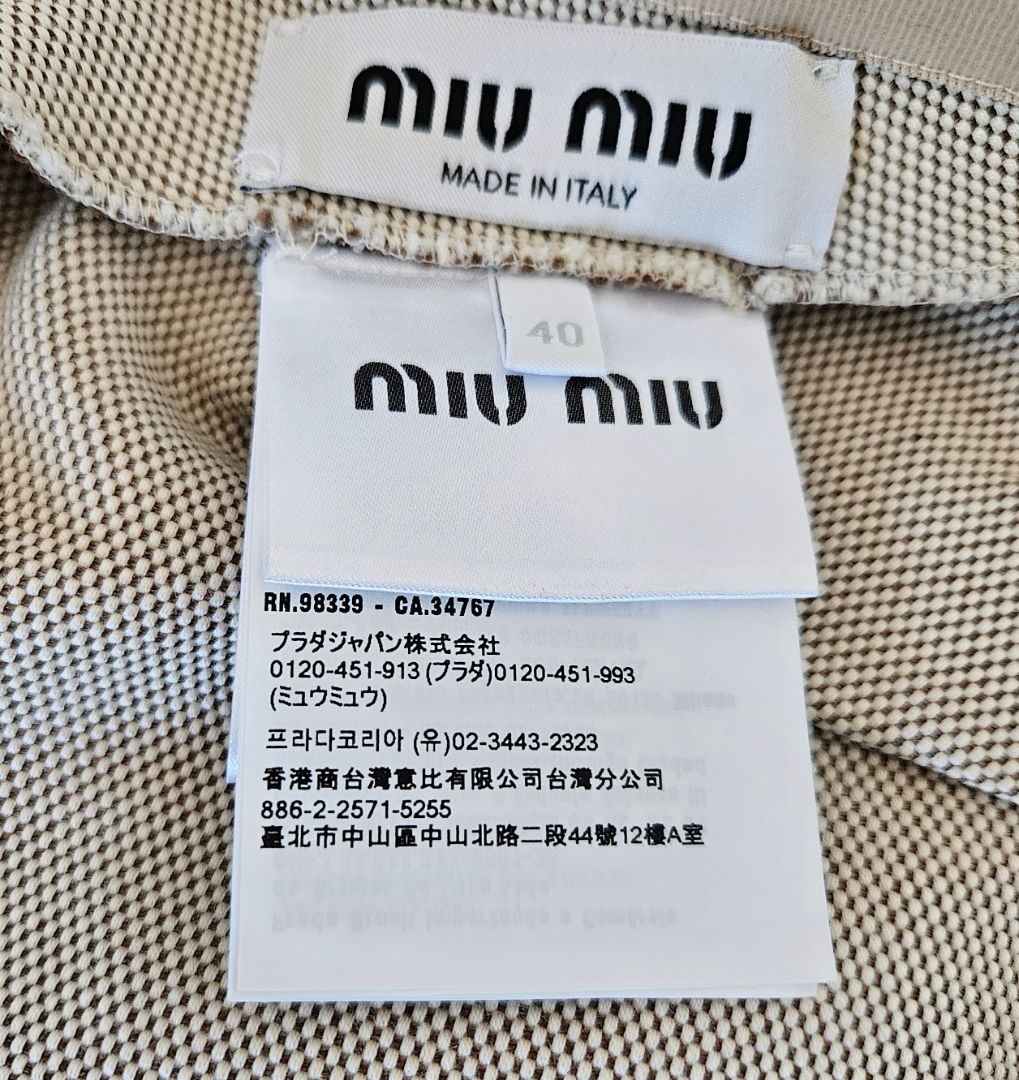 miu miu
MADE IN ITALY
40
miu miu
RN.98339 - CA.34767
プラダジャパン株式会社
0120-451-913 (プラダ)0120-451-993
(ミュウミュウ)
프라다코리아 (유)02-3443-2323
香港商台灣意比有限公司台灣分公司
886-2-2571-5255
臺北市中山區中山北路二段44號12樓A室